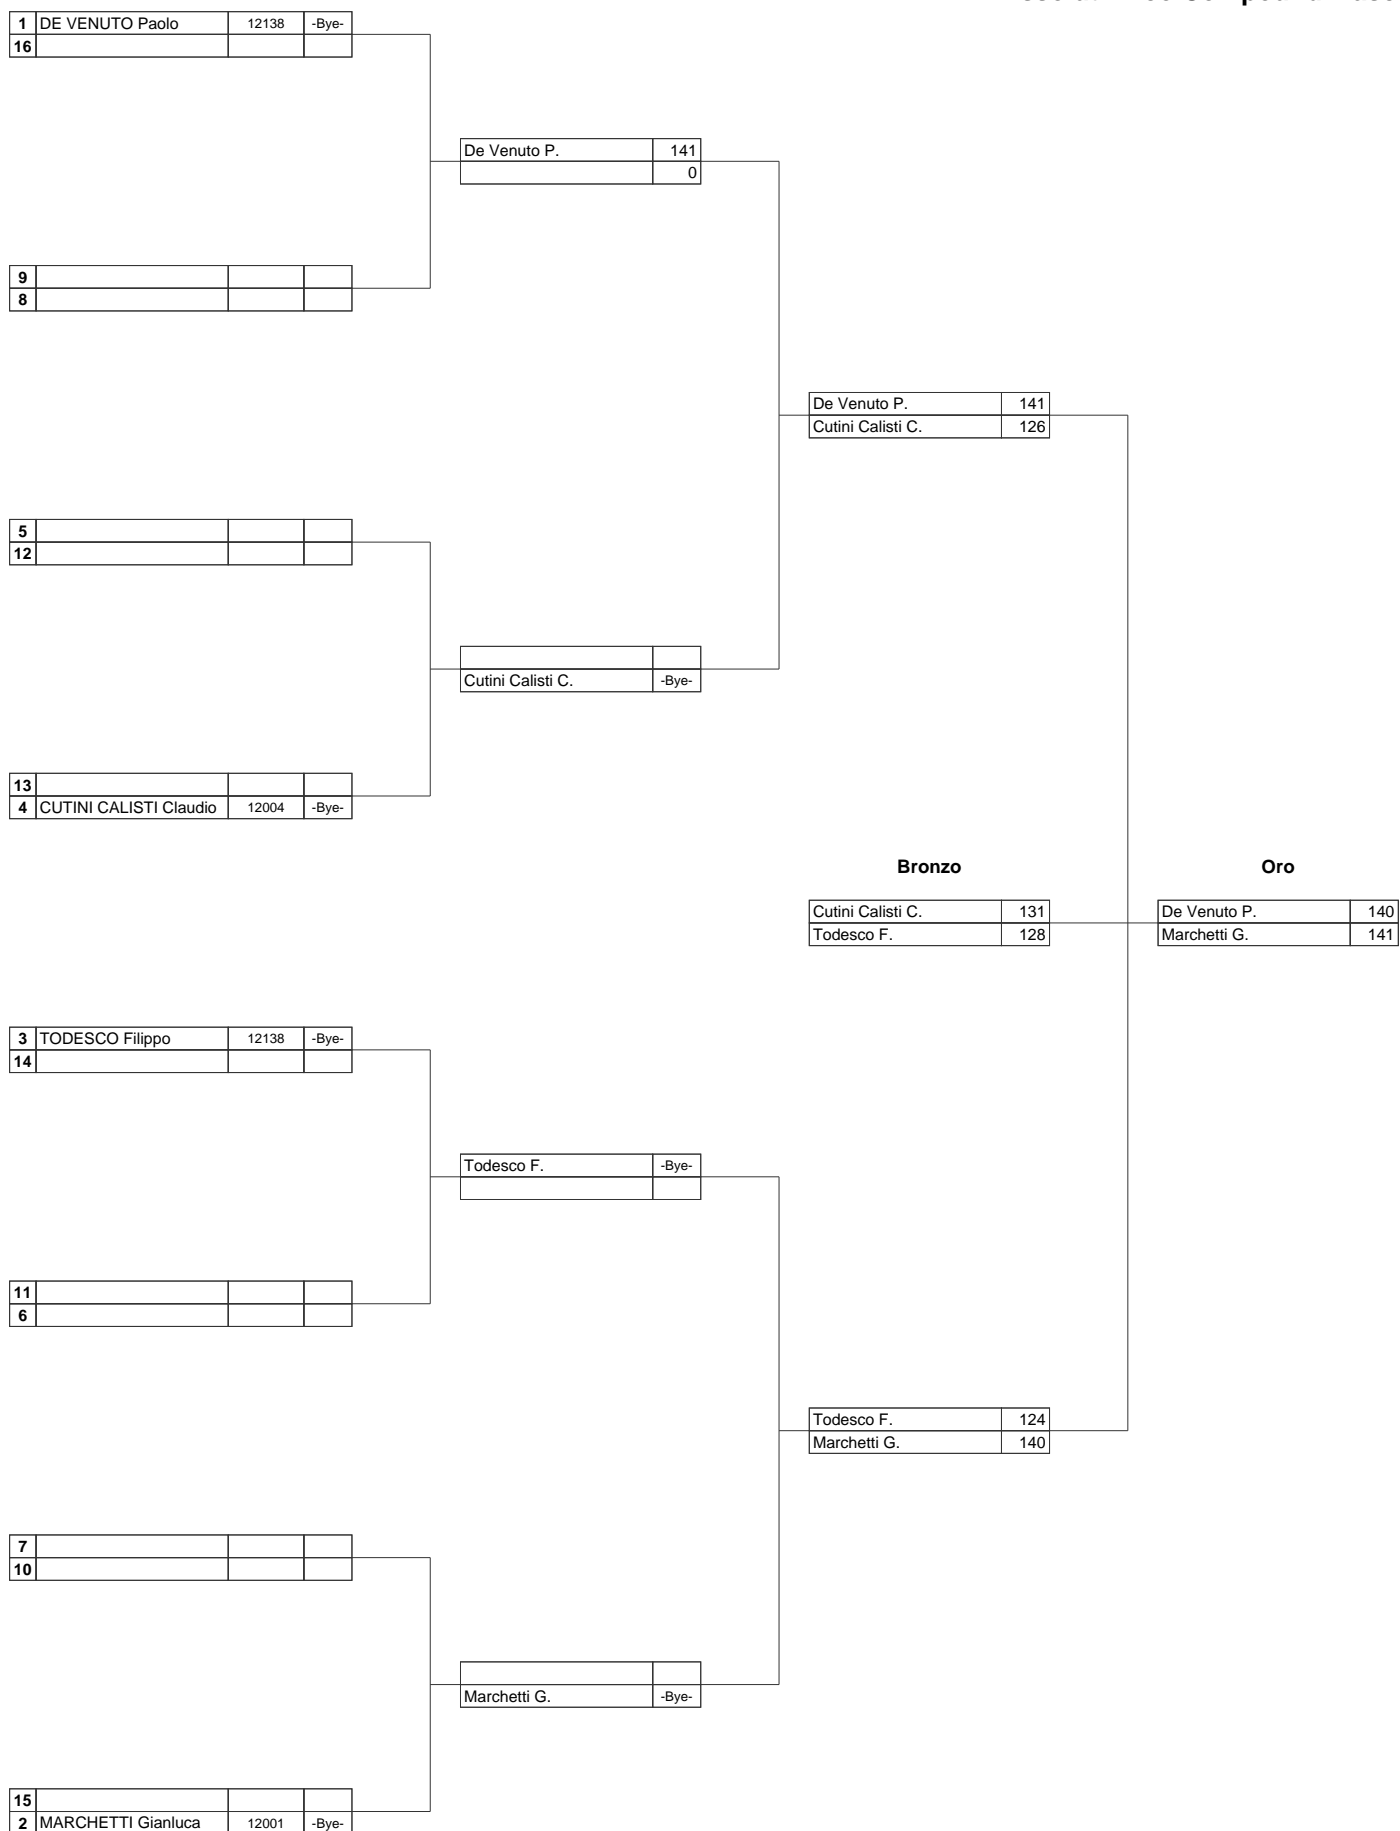 1 DE VENUTO Paolo 12138 -Bye-
16
De Venuto P. 141
0
9
8
De Venuto P. 141
Cutini Calisti C. 126
5
12
Cutini Calisti C. -Bye-
13
4 CUTINI CALISTI Claudio 12004 -Bye-
Bronzo Oro
Cutini Calisti C. 131 De Venuto P. 140
Todesco F. 128 Marchetti G. 141
3 TODESCO Filippo 12138 -Bye-
14
Todesco F. -Bye-
11
6
Todesco F. 124
Marchetti G. 140
7
10
Marchetti G. -Bye-
15
2 MARCHETTI Gianluca 12001 -Bye-